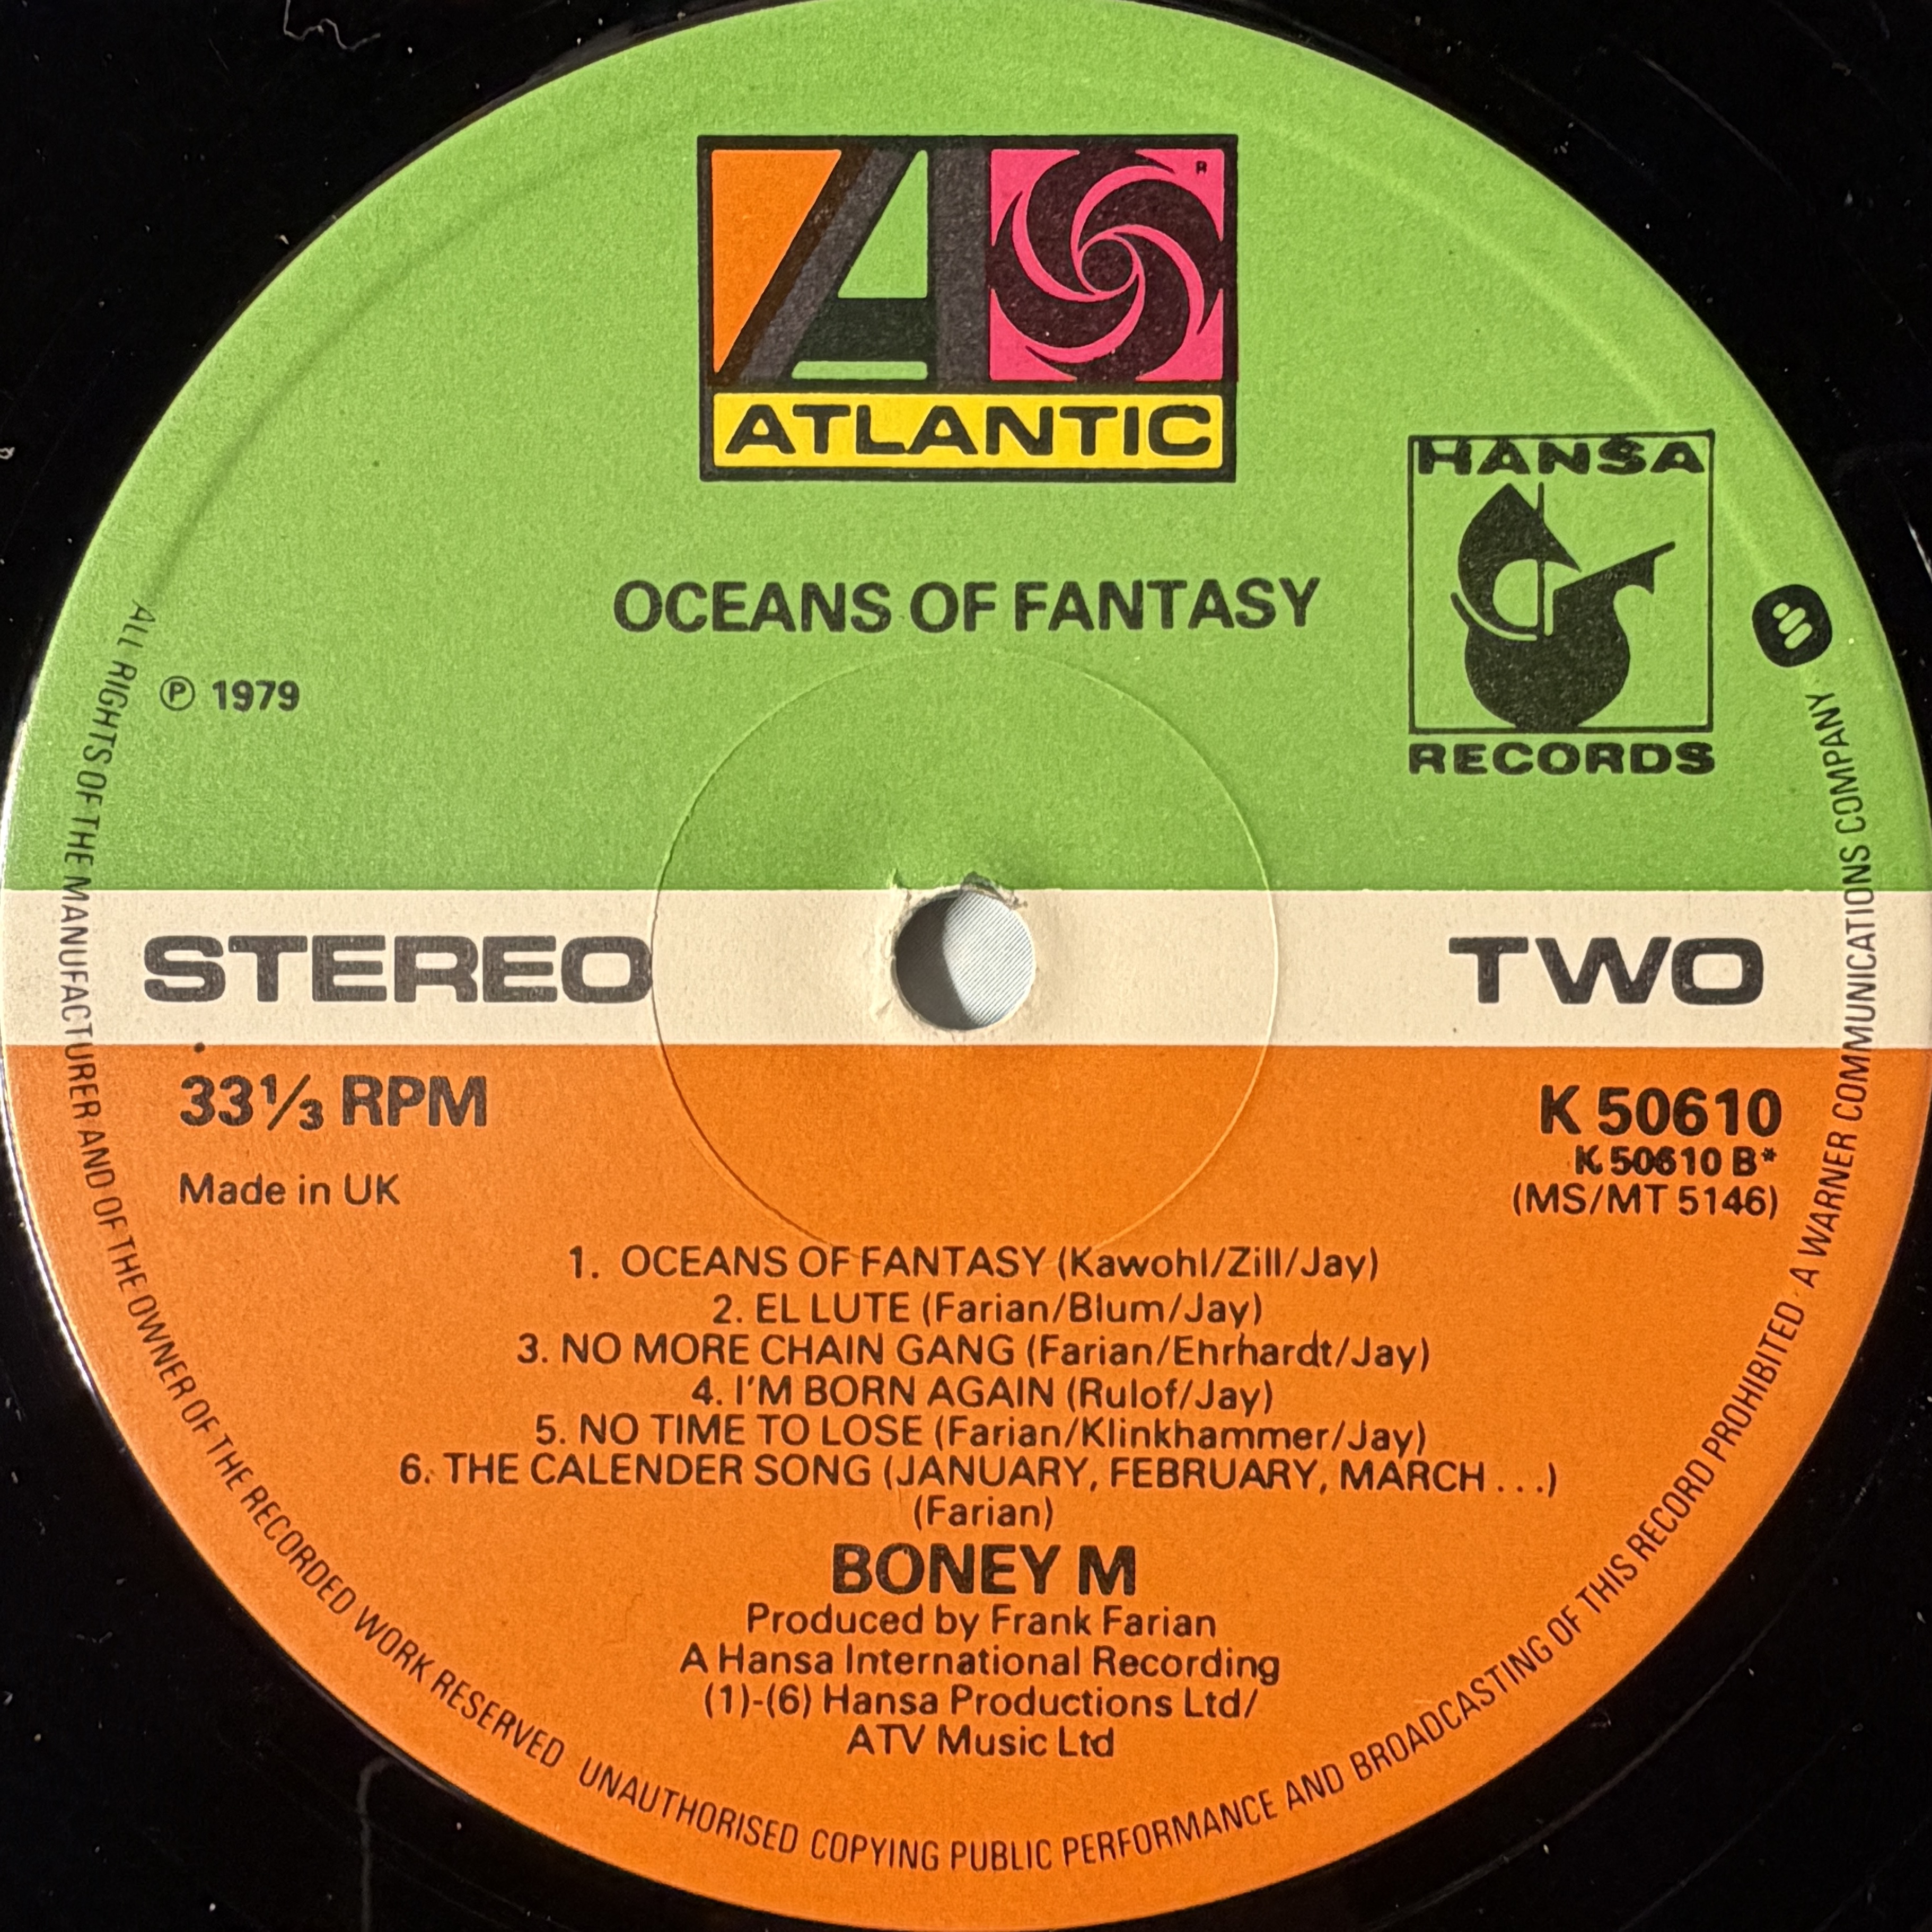 ATLANTIC
HANSA
RECORDS
OCEANS OF FANTASY
℗ 1979
STEREO
TWO
33⅓ RPM
Made in UK
K 50610
K 50610 B*
(MS/MT 5146)
1. OCEANS OF FANTASY (Kawohl/Zill/Jay)
2. EL LUTE (Farian/Blum/Jay)
3. NO MORE CHAIN GANG (Farian/Ehrhardt/Jay)
4. I'M BORN AGAIN (Rulof/Jay)
5. NO TIME TO LOSE (Farian/Klinkhammer/Jay)
6. THE CALENDER SONG (JANUARY, FEBRUARY, MARCH ...)
(Farian)
BONEY M
Produced by Frank Farian
A Hansa International Recording
(1)-(6) Hansa Productions Ltd/
ATV Music Ltd
ALL RIGHTS OF THE MANUFACTURER AND OF THE OWNER OF THE RECORDED WORK RESERVED UNAUTHORISED COPYING PUBLIC PERFORMANCE AND BROADCASTING OF THIS RECORD PROHIBITED · A WARNER COMMUNICATIONS COMPANY ·